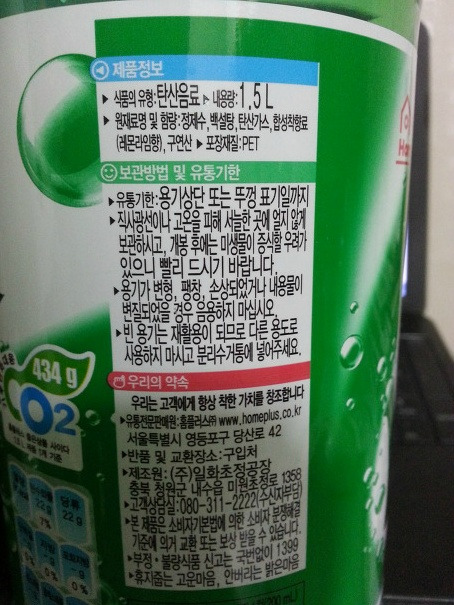 제품정보
▶ 식품의 유형: 탄산음료 ▶ 내용량: 1.5L
▶ 원재료명 및 함량: 정제수, 백설탕, 탄산가스, 합성착향료
(레몬라임향), 구연산 ▶ 포장재질: PET
보관방법 및 유통기한
▶ 유통기한: 용기상단 또는 뚜껑 표기일까지
▶ 직사광선이나 고온을 피해 서늘한 곳에 얼지 않게
보관하시고, 개봉 후에는 미생물이 증식할 우려가
있으니 빨리 드시기 바랍니다.
▶ 용기가 변형, 팽창, 손상되었거나 내용물이
변질되었을 경우 음용하지 마십시오.
▶ 빈 용기는 재활용이 되므로 다른 용도로
사용하지 마시고 분리수거통에 넣어주세요.
우리의 약속
우리는 고객에게 항상 착한 가치를 창조합니다
▶ 유통전문판매원: 홈플러스㈜ www.homeplus.co.kr
서울특별시 영등포구 당산로 42
▶ 반품 및 교환장소: 구입처
▶ 제조원: (주)일화초정공장
충북 청원군 내수읍 미원초정로 1358
▶ 고객상담실: 080-311-2222(수신자부담)
▶ 본 제품은 소비자기본법에 의한 소비자 분쟁해결
기준에 의거 교환 또는 보상 받을 수 있습니다.
▶ 부정·불량식품 신고는 국번없이 1399
▶ 휴지줍는 고운마음, 안버리는 밝은마음
434 g
O2
당류
22 g
7%
0%